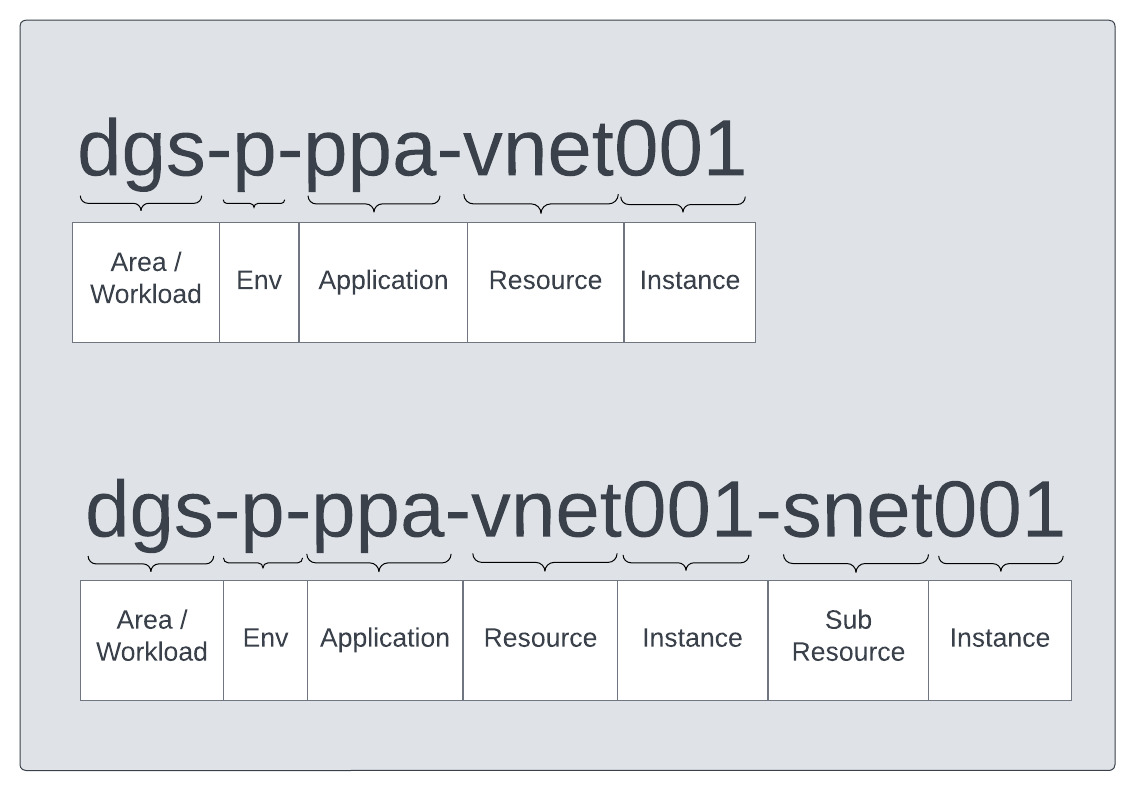 dgs-p-ppa-vnet001
Area /
Workload
Env
Application
Resource
Instance
dgs-p-ppa-vnet001-snet001
Area /
Workload
Env
Application
Resource
Instance
Sub
Resource
Instance